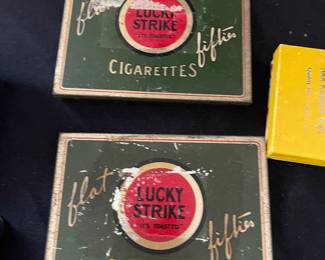 flat
LUCKY
STRIKE
"IT'S TOASTED"
fifties
CIGARETTES
flat
LUCKY
STRIKE
"IT'S TOASTED"
fifties